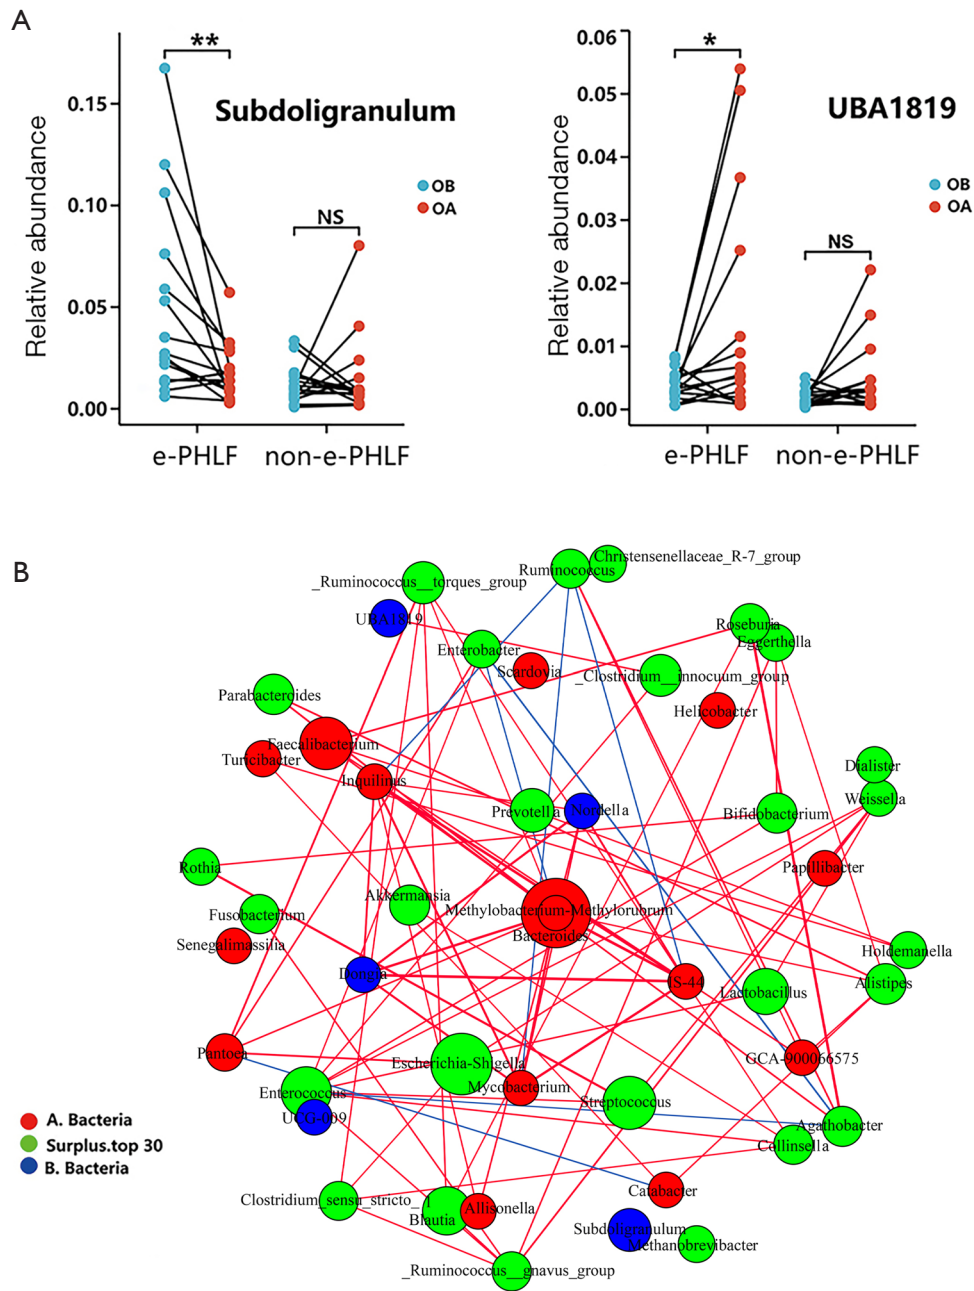 A
**
0.15
0.10
0.05
0.00
Relative abundance
Subdoligranulum
OB
OA
NS
e-PHLF
non-e-PHLF
0.06
0.05
0.04
0.03
0.02
0.01
0.00
Relative abundance
*
UBA1819
OB
OA
NS
e-PHLF
non-e-PHLF
B
Christensenellaceae_R-7_group
Ruminococcus
_Ruminococcus__torques_group
UBA1819
Roseburia
Eggerthella
Enterobacter
Scardovia
_Clostridium__innocuum_group
Parabacteroides
Helicobacter
Faecalibacterium
Turicibacter
Inquilinus
Dialister
Weissella
Prevotella
Nordella
Bifidobacterium
Rothia
Papillibacter
Akkermansia
Methylobacterium-Methylorubrum
Fusobacterium
Bacteroides
Senegalimassilia
Holdemanella
Dongia
IS-44
Lactobacillus
Alistipes
Pantoea
Escherichia-Shigella
GCA-900066575
Mycobacterium
Enterococcus
Streptococcus
UCG-009
Agathobacter
Collinsella
Clostridium_sensu_stricto_1
Catabacter
Allisonella
Blautia
Subdoligranulum
Methanobrevibacter
_Ruminococcus__gnavus_group
A. Bacteria
Surplus.top 30
B. Bacteria